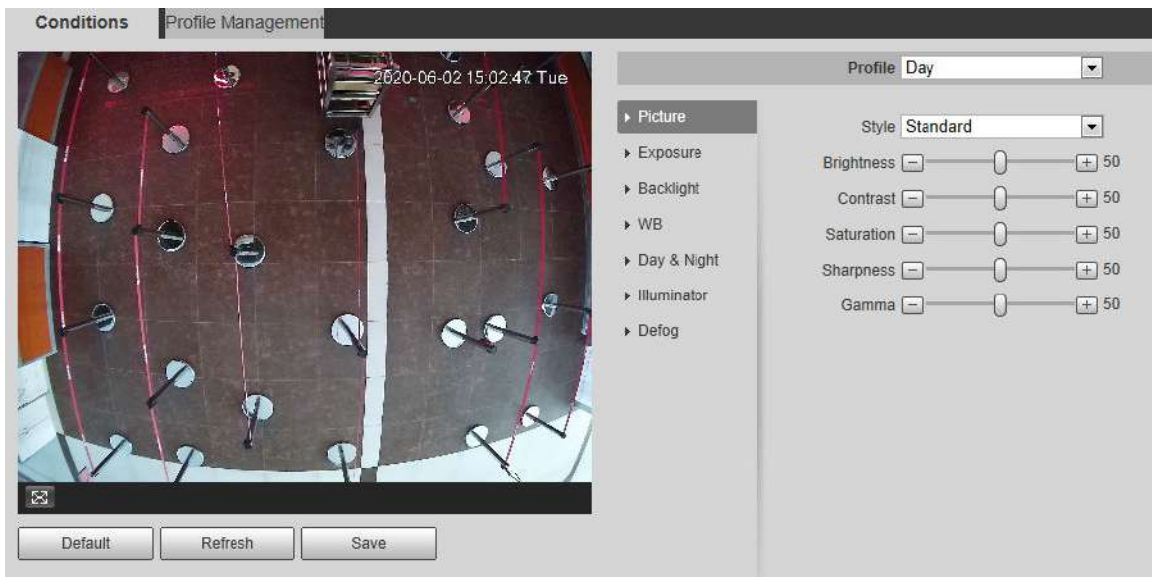 Conditions
Profile Management
2020-06-02 15:02:47 Tue
Profile Day
Picture
Exposure
Backlight
WB
Day & Night
Illuminator
Defog
Style Standard
Brightness - + 50
Contrast - + 50
Saturation - + 50
Sharpness - + 50
Gamma - + 50
Default
Refresh
Save